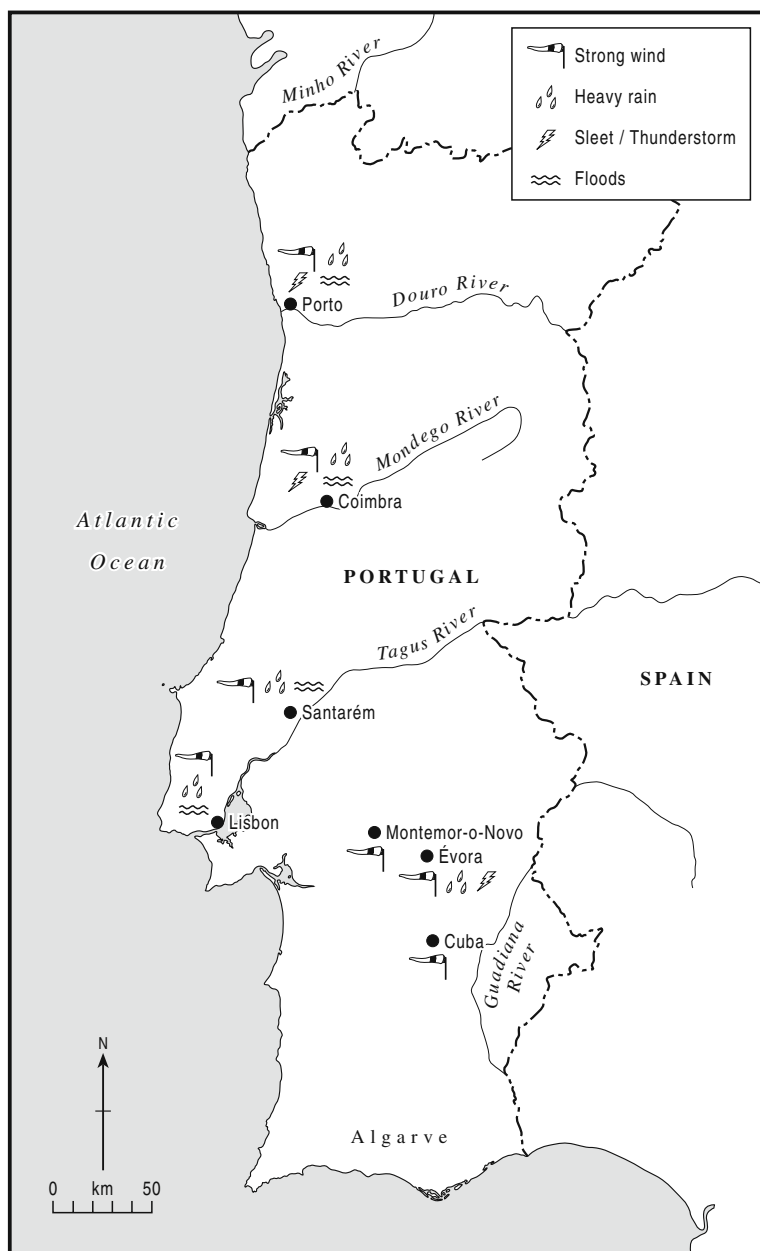 Minho River
Strong wind
Heavy rain
Sleet / Thunderstorm
Floods
Douro River
Porto
Mondego River
Coimbra
Atlantic
Ocean
PORTUGAL
Tagus River
SPAIN
Santarém
Lisbon
Montemor-o-Novo
Évora
Cuba
Guadiana
River
N
Algarve
0 km 50